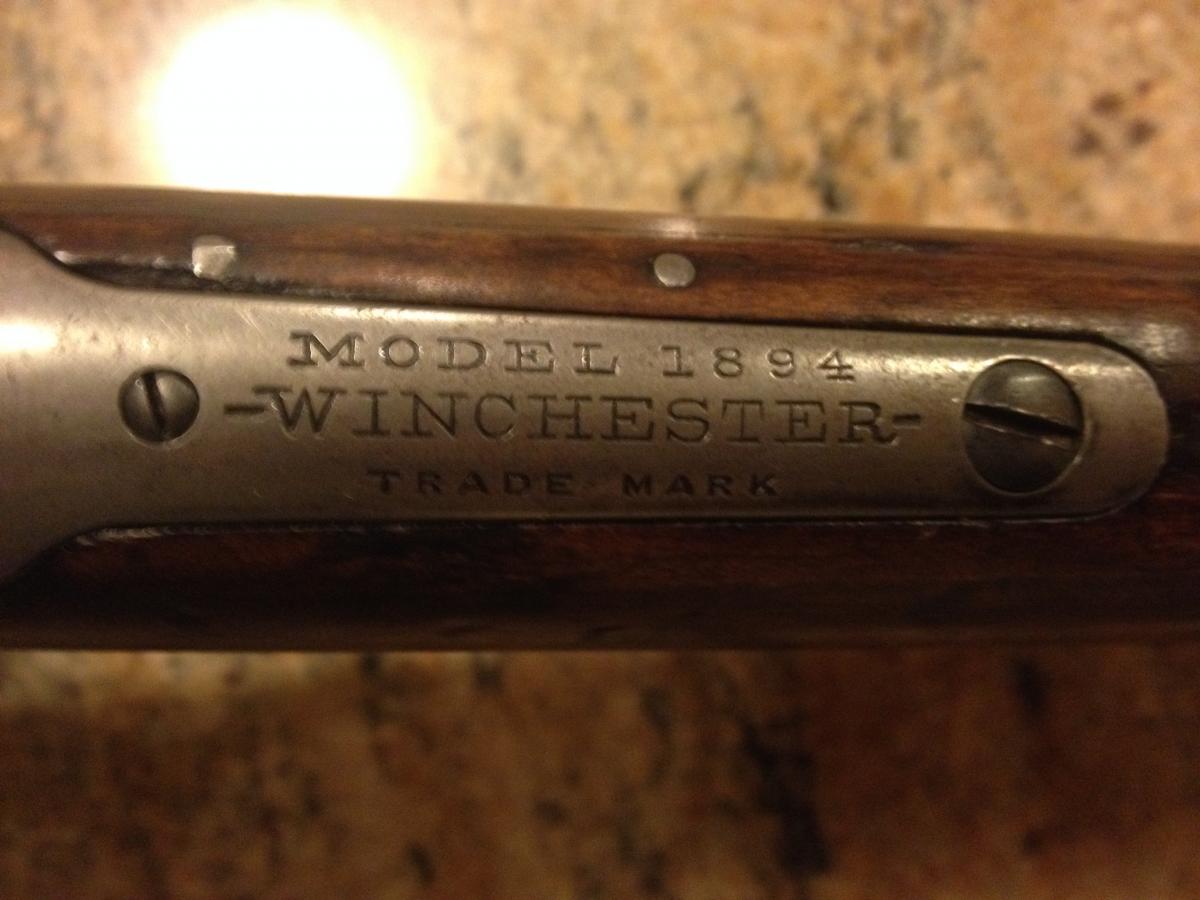 MODEL 1894
-WINCHESTER-
TRADE MARK